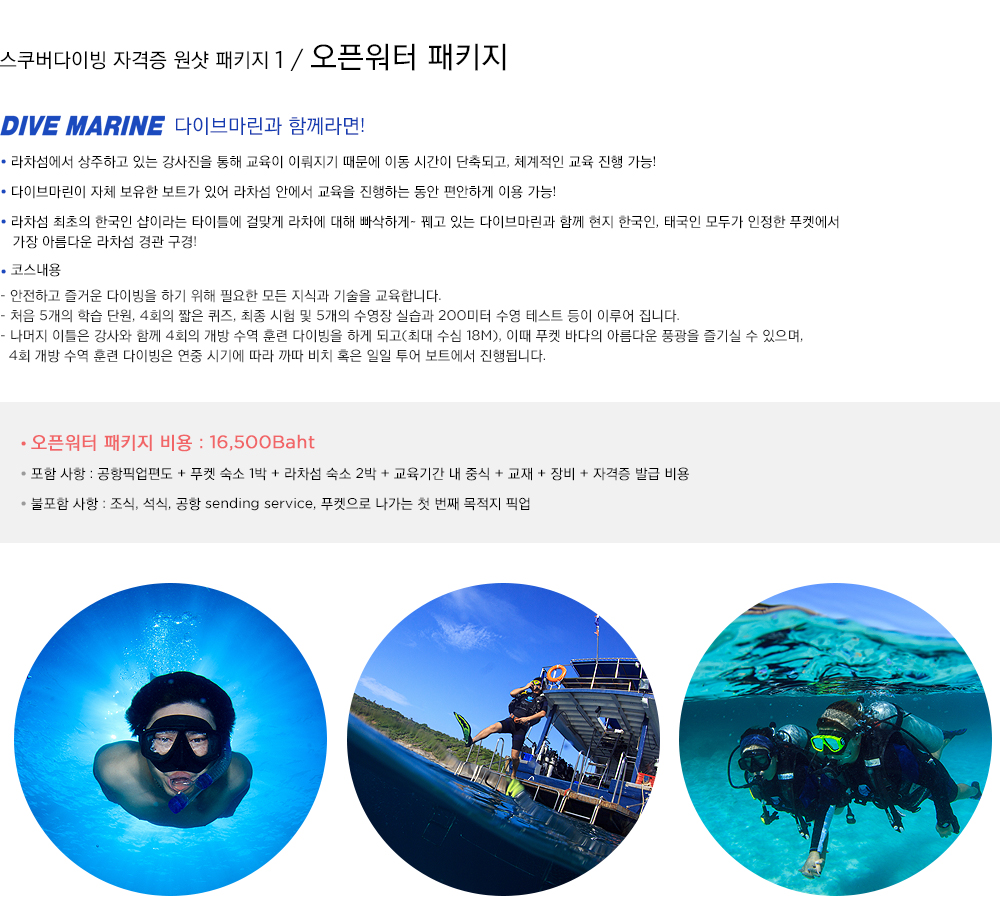 스쿠버다이빙 자격증 원샷 패키지 1 / 오픈워터 패키지
DIVE MARINE 다이브마린과 함께라면!
• 라차섬에서 상주하고 있는 강사진을 통해 교육이 이뤄지기 때문에 이동 시간이 단축되고, 체계적인 교육 진행 가능!
• 다이브마린이 자체 보유한 보트가 있어 라차섬 안에서 교육을 진행하는 동안 편안하게 이용 가능!
• 라차섬 최초의 한국인 샵이라는 타이틀에 걸맞게 라차에 대해 빠삭하게~ 꿰고 있는 다이브마린과 함께 현지 한국인, 태국인 모두가 인정한 푸켓에서
가장 아름다운 라차섬 경관 구경!
• 코스내용
- 안전하고 즐거운 다이빙을 하기 위해 필요한 모든 지식과 기술을 교육합니다.
- 처음 5개의 학습 단원, 4회의 짧은 퀴즈, 최종 시험 및 5개의 수영장 실습과 200미터 수영 테스트 등이 이루어 집니다.
- 나머지 이틀은 강사와 함께 4회의 개방 수역 훈련 다이빙을 하게 되고(최대 수심 18M), 이때 푸켓 바다의 아름다운 풍광을 즐기실 수 있으며,
4회 개방 수역 훈련 다이빙은 연중 시기에 따라 까따 비치 혹은 일일 투어 보트에서 진행됩니다.
• 오픈워터 패키지 비용 : 16,500Baht
• 포함 사항 : 공항픽업편도 + 푸켓 숙소 1박 + 라차섬 숙소 2박 + 교육기간 내 중식 + 교재 + 장비 + 자격증 발급 비용
• 불포함 사항 : 조식, 석식, 공항 sending service, 푸켓으로 나가는 첫 번째 목적지 픽업